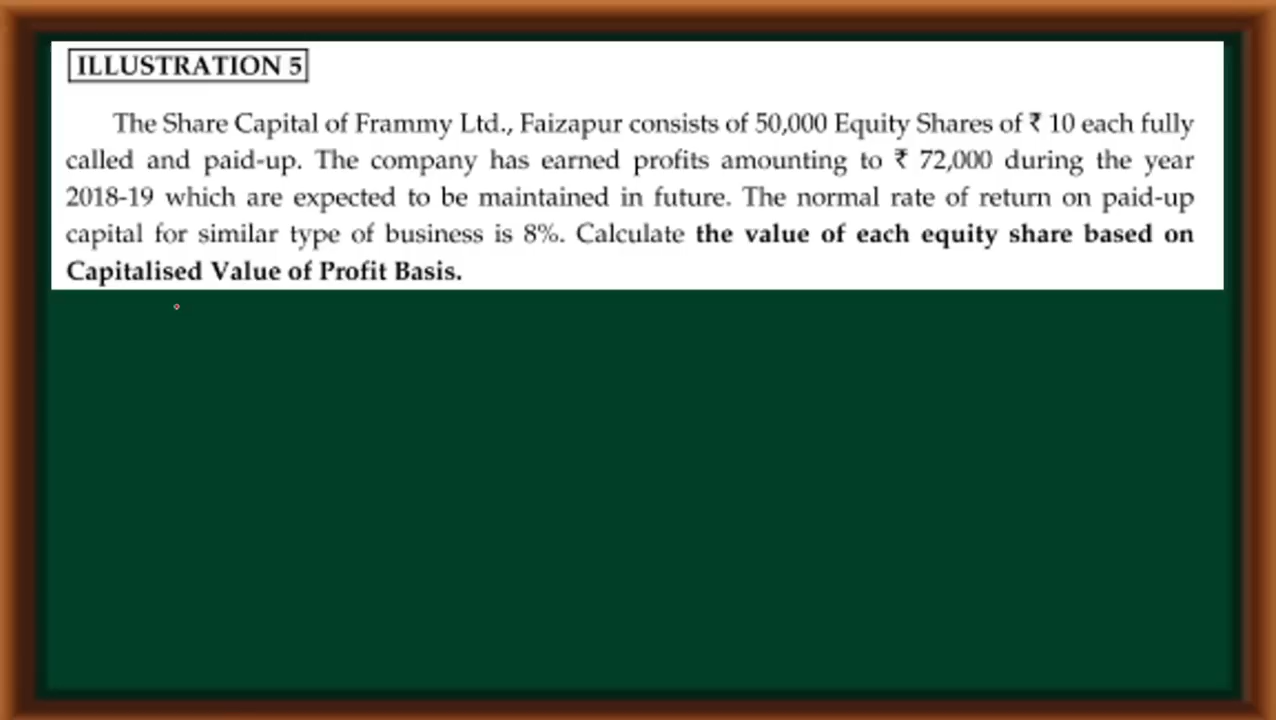 ILLUSTRATION 5
The Share Capital of Frammy Ltd., Faizapur consists of 50,000 Equity Shares of ₹ 10 each fully
called and paid-up. The company has earned profits amounting to ₹ 72,000 during the year
2018-19 which are expected to be maintained in future. The normal rate of return on paid-up
capital for similar type of business is 8%. Calculate the value of each equity share based on
Capitalised Value of Profit Basis.